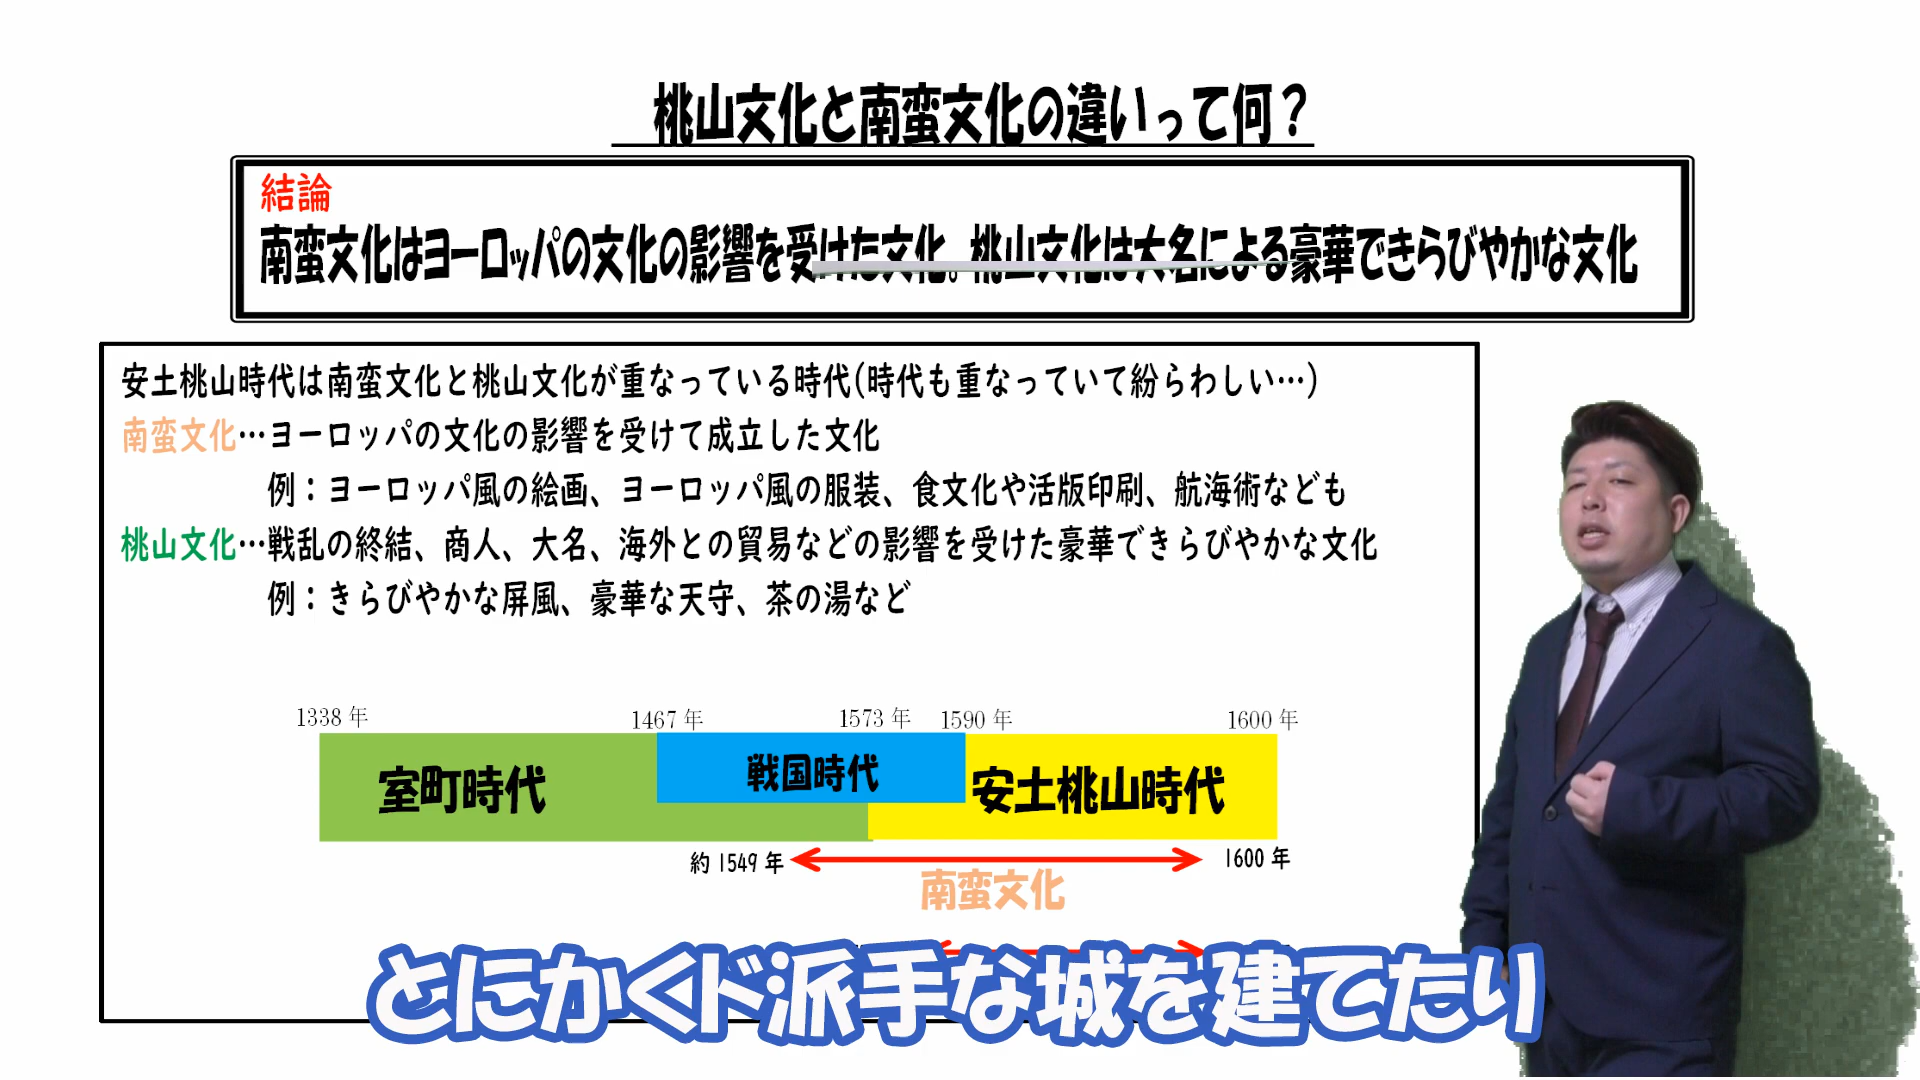 桃山文化と南蛮文化の違いって何？
結論
南蛮文化はヨーロッパの文化の影響を受けた文化。桃山文化は大名による豪華できらびやかな文化
安土桃山時代は南蛮文化と桃山文化が重なっている時代(時代も重なっていて紛らわしい…)
南蛮文化…ヨーロッパの文化の影響を受けて成立した文化
例：ヨーロッパ風の絵画、ヨーロッパ風の服装、食文化や活版印刷、航海術なども
桃山文化…戦乱の終結、商人、大名、海外との貿易などの影響を受けた豪華できらびやかな文化
例：きらびやかな屏風、豪華な天守、茶の湯など
1338年 1467年 1573年 1590年 1600年
室町時代 戦国時代 安土桃山時代
約1549年 1600年
南蛮文化
とにかくド派手な城を建てたり